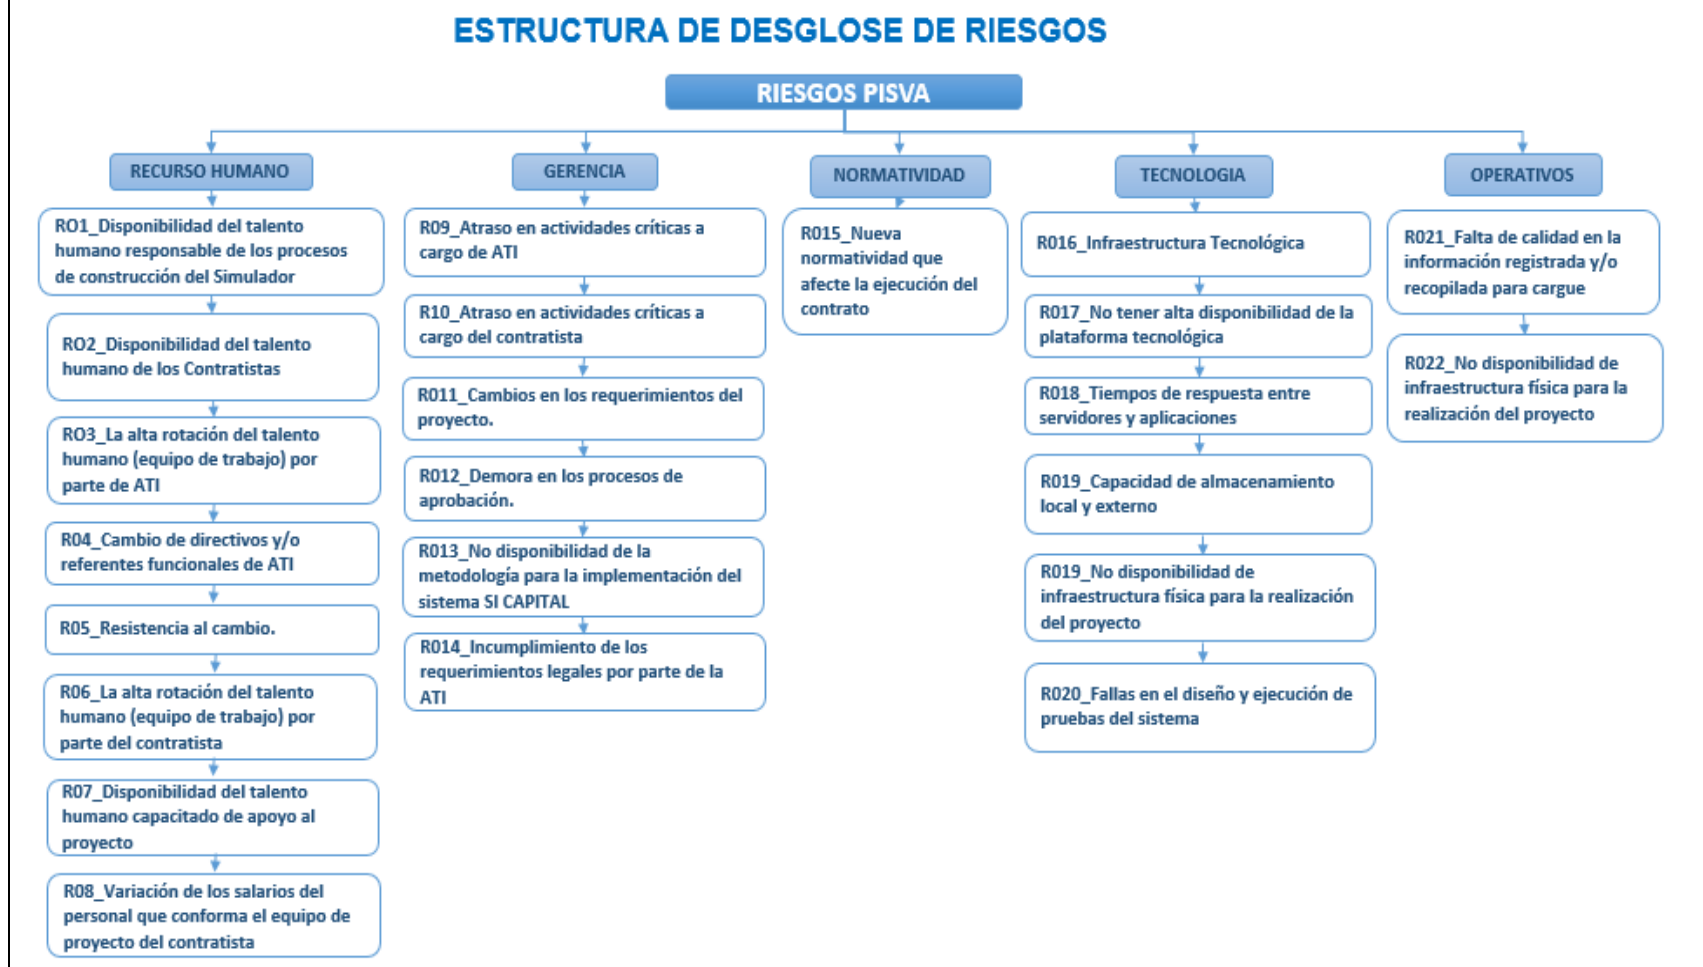 ESTRUCTURA DE DESGLOSE DE RIESGOS
RIESGOS PISVA
RECURSO HUMANO
RO1_Disponibilidad del talento
humano responsable de los procesos
de construcción del Simulador
RO2_Disponibilidad del talento
humano de los Contratistas
RO3_La alta rotación del talento
humano (equipo de trabajo) por
parte de ATI
R04_Cambio de directivos y/o
referentes funcionales de ATI
R05_Resistencia al cambio.
R06_La alta rotación del talento
humano (equipo de trabajo) por
parte del contratista
R07_Disponibilidad del talento
humano capacitado de apoyo al
proyecto
R08_Variación de los salarios del
personal que conforma el equipo de
proyecto del contratista
GERENCIA
R09_Atraso en actividades críticas a
cargo de ATI
R10_Atraso en actividades críticas a
cargo del contratista
R011_Cambios en los requerimientos del
proyecto.
R012_Demora en los procesos de
aprobación.
R013_No disponibilidad de la
metodología para la implementación del
sistema SI CAPITAL
R014_Incumplimiento de los
requerimientos legales por parte de la
ATI
NORMATIVIDAD
R015_Nueva
normatividad que
afecte la ejecución del
contrato
TECNOLOGIA
R016_Infraestructura Tecnológica
R017_No tener alta disponibilidad de la
plataforma tecnológica
R018_Tiempos de respuesta entre
servidores y aplicaciones
R019_Capacidad de almacenamiento
local y externo
R019_No disponibilidad de
infraestructura física para la realización
del proyecto
R020_Fallas en el diseño y ejecución de
pruebas del sistema
OPERATIVOS
R021_Falta de calidad en la
información registrada y/o
recopilada para cargue
R022_No disponibilidad de
infraestructura física para la
realización del proyecto